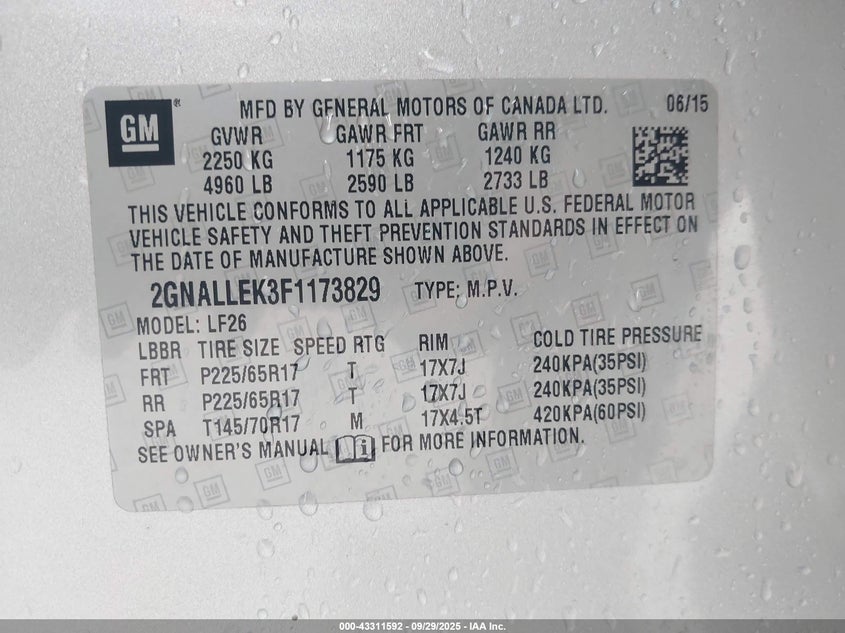 GM ® MFD BY GENERAL MOTORS OF CANADA LTD. 06/15
GVWR GAWR FRT GAWR RR
2250 KG 1175 KG 1240 KG
4960 LB 2590 LB 2733 LB
THIS VEHICLE CONFORMS TO ALL APPLICABLE U.S. FEDERAL MOTOR
VEHICLE SAFETY AND THEFT PREVENTION STANDARDS IN EFFECT ON
THE DATE OF MANUFACTURE SHOWN ABOVE.
2GNALLEK3F1173829 TYPE: M.P.V.
MODEL: LF26
LBBR TIRE SIZE SPEED RTG RIM COLD TIRE PRESSURE
FRT P225/65R17 T 17X7J 240KPA(35PSI)
RR P225/65R17 T 17X7J 240KPA(35PSI)
SPA T145/70R17 M 17X4.5T 420KPA(60PSI)
SEE OWNER'S MANUAL i FOR MORE INFORMATION.
000-43311592 - 09/29/2025 - IAA Inc.